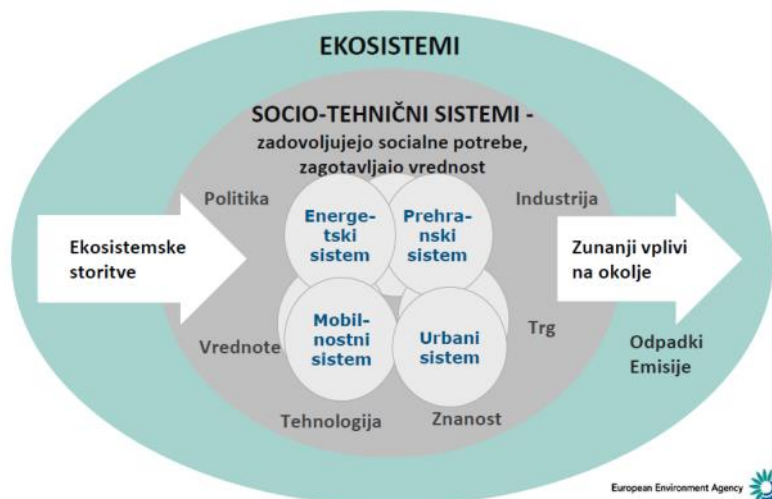 EKOSISTEMI
SOCIO-TEHNIČNI SISTEMI -
zadovoljujejo socialne potrebe,
zagotavljaio vrednost
Politika
Industrija
Energe-
tski
sistem
Prehra-
nski
sistem
Ekosistemske
storitve
Zunanji vplivi
na okolje
Mobil-
nostni
sistem
Urbani
sistem
Vrednote
Trg
Odpadki
Emisije
Tehnologija
Znanost
European Environment Agency